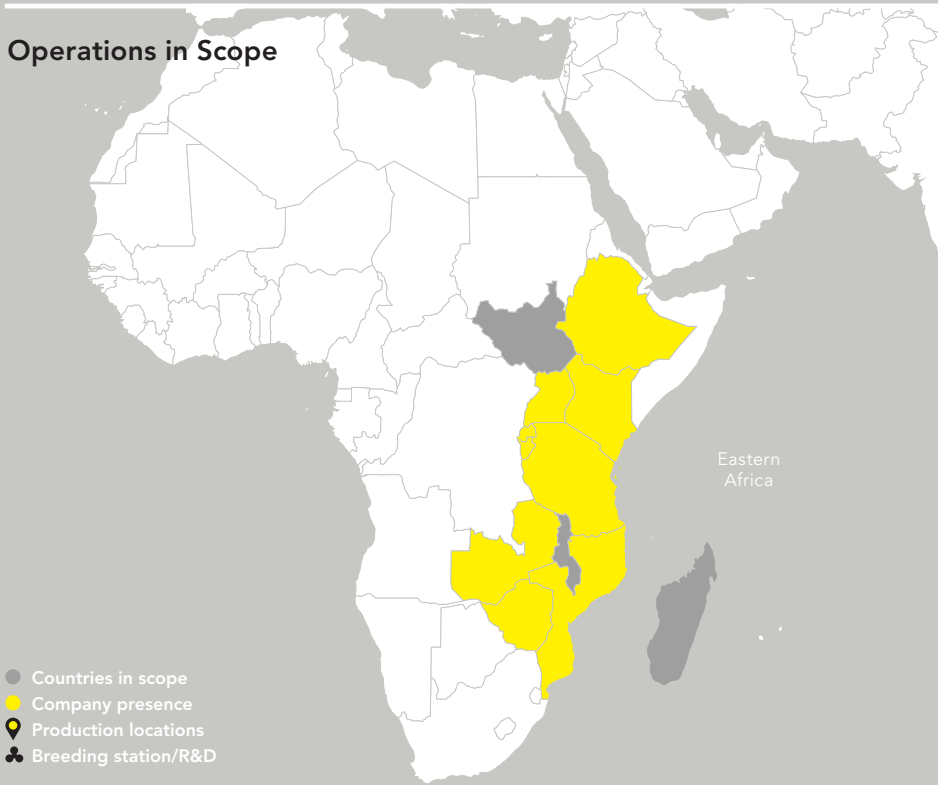 Operations in Scope
Eastern
Africa
Countries in scope
Company presence
Production locations
Breeding station/R&D